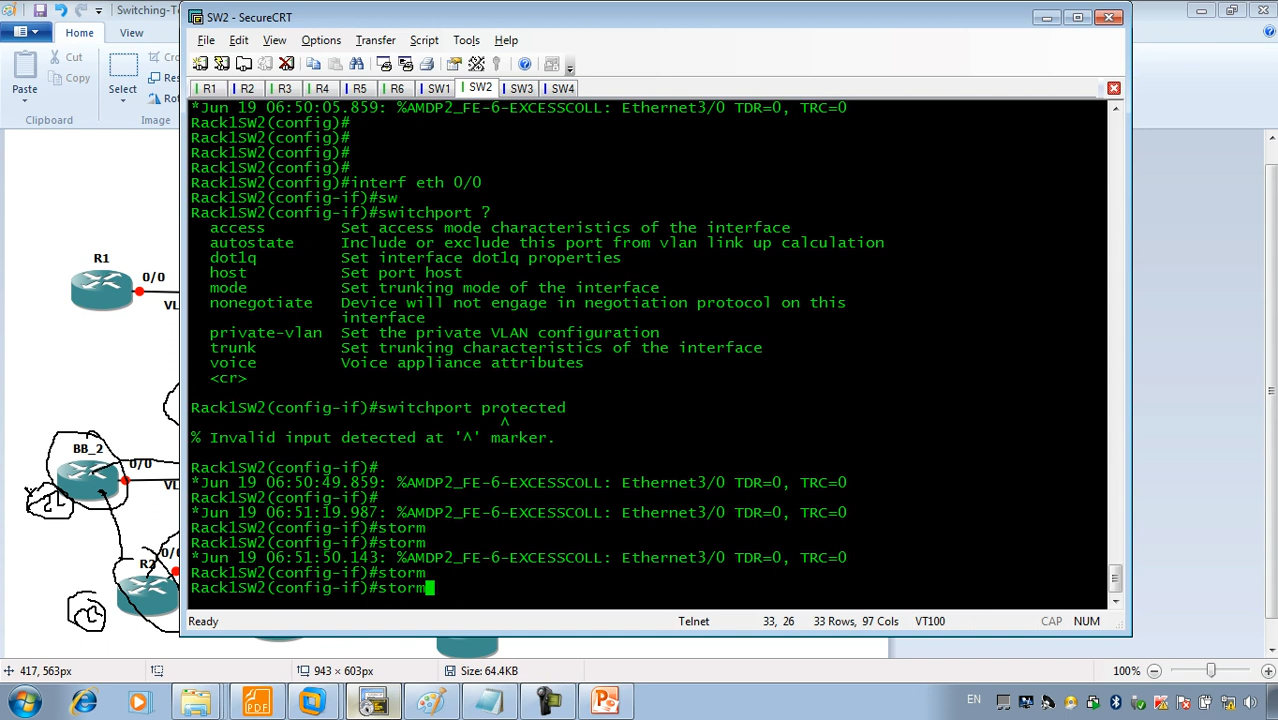 Switching-To
SW2 - SecureCRT
Home
View
File Edit View Options Transfer Script Tools Help
Paste
Cut
Copy
Select
Clipboard
Image
R1 R2 R3 R4 R5 R6 SW1 SW2 SW3 SW4
*Jun 19 06:50:05.859: %AMDP2_FE-6-EXCESSCOLL: Ethernet3/0 TDR=0, TRC=0
Rack1SW2(config)#
Rack1SW2(config)#
Rack1SW2(config)#
Rack1SW2(config)#
Rack1SW2(config)#interf eth 0/0
Rack1SW2(config-if)#sw
Rack1SW2(config-if)#switchport ?
access Set access mode characteristics of the interface
autostate Include or exclude this port from vlan link up calculation
dot1q Set interface dot1q properties
host Set port host
mode Set trunking mode of the interface
nonegotiate Device will not engage in negotiation protocol on this
interface
private-vlan Set the private VLAN configuration
trunk Set trunking characteristics of the interface
voice Voice appliance attributes
<cr>
Rack1SW2(config-if)#switchport protected
^
% Invalid input detected at '^' marker.
Rack1SW2(config-if)#
*Jun 19 06:50:49.859: %AMDP2_FE-6-EXCESSCOLL: Ethernet3/0 TDR=0, TRC=0
Rack1SW2(config-if)#
*Jun 19 06:51:19.987: %AMDP2_FE-6-EXCESSCOLL: Ethernet3/0 TDR=0, TRC=0
Rack1SW2(config-if)#storm
Rack1SW2(config-if)#storm
*Jun 19 06:51:50.143: %AMDP2_FE-6-EXCESSCOLL: Ethernet3/0 TDR=0, TRC=0
Rack1SW2(config-if)#storm
Rack1SW2(config-if)#storm
R1
0/0
VL
BB_2
0/0
VL
R2
0/
Ready Telnet 33, 26 33 Rows, 97 Cols VT100 CAP NUM
417, 563px 943 × 603px Size: 64.4KB 100%
PDF
EN